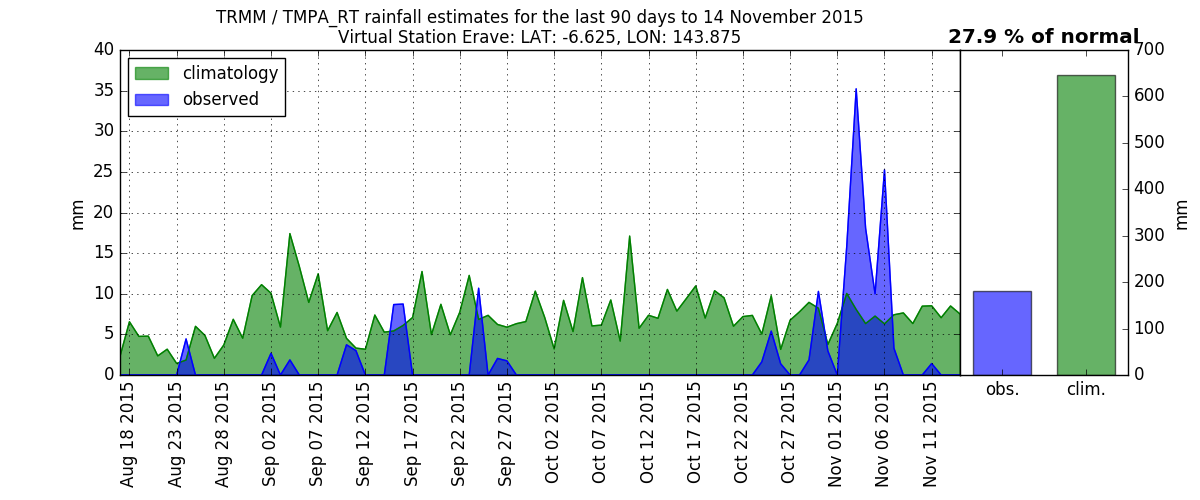 TRMM / TMPA_RT rainfall estimates for the last 90 days to 14 November 2015
Virtual Station Erave: LAT: -6.625, LON: 143.875
27.9 % of normal
climatology
observed
40
35
30
25
20
15
10
5
0
mm
Aug 18 2015
Aug 23 2015
Aug 28 2015
Sep 02 2015
Sep 07 2015
Sep 12 2015
Sep 17 2015
Sep 22 2015
Sep 27 2015
Oct 02 2015
Oct 07 2015
Oct 12 2015
Oct 17 2015
Oct 22 2015
Oct 27 2015
Nov 01 2015
Nov 06 2015
Nov 11 2015
700
600
500
400
300
200
100
0
mm
obs.
clim.